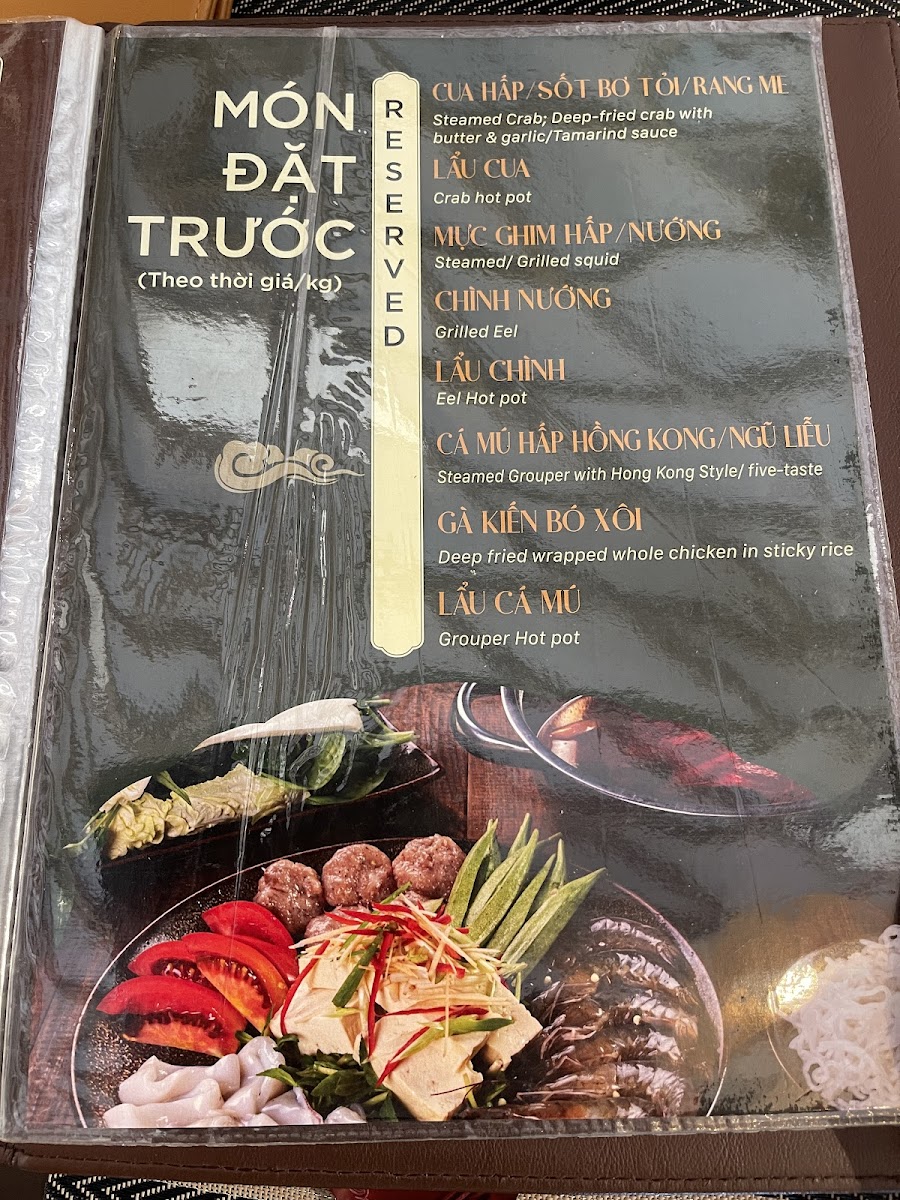 MÓN
ĐẶT
TRƯỚC
(Theo thời giá/kg)
RESERVED
CUA HẤP/SỐT BƠ TỎI/RANG ME
Steamed Crab; Deep-fried crab with
butter & garlic/Tamarind sauce
LẨU CUA
Crab hot pot
MỰC GHIM HẤP/NƯỚNG
Steamed/ Grilled squid
CHÌNH NƯỚNG
Grilled Eel
LẨU CHÌNH
Eel Hot pot
CÁ MÚ HẤP HỒNG KONG/NGŨ LIỄU
Steamed Grouper with Hong Kong Style/ five-taste
GÀ KIẾN BÓ XÔI
Deep fried wrapped whole chicken in sticky rice
LẨU CÁ MÚ
Grouper Hot pot